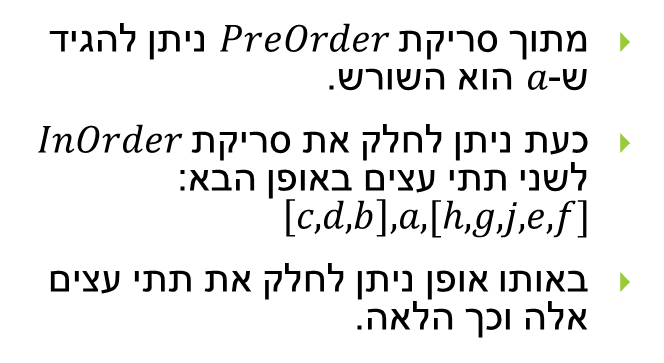 מתוך סריקת PreOrder ניתן להגיד
ש-a הוא השורש.
כעת ניתן לחלק את סריקת InOrder
לשני תתי עצים באופן הבא:
[c,d,b],a,[h,g,j,e,f]
באותו אופן ניתן לחלק את תתי עצים
אלה וכך הלאה.